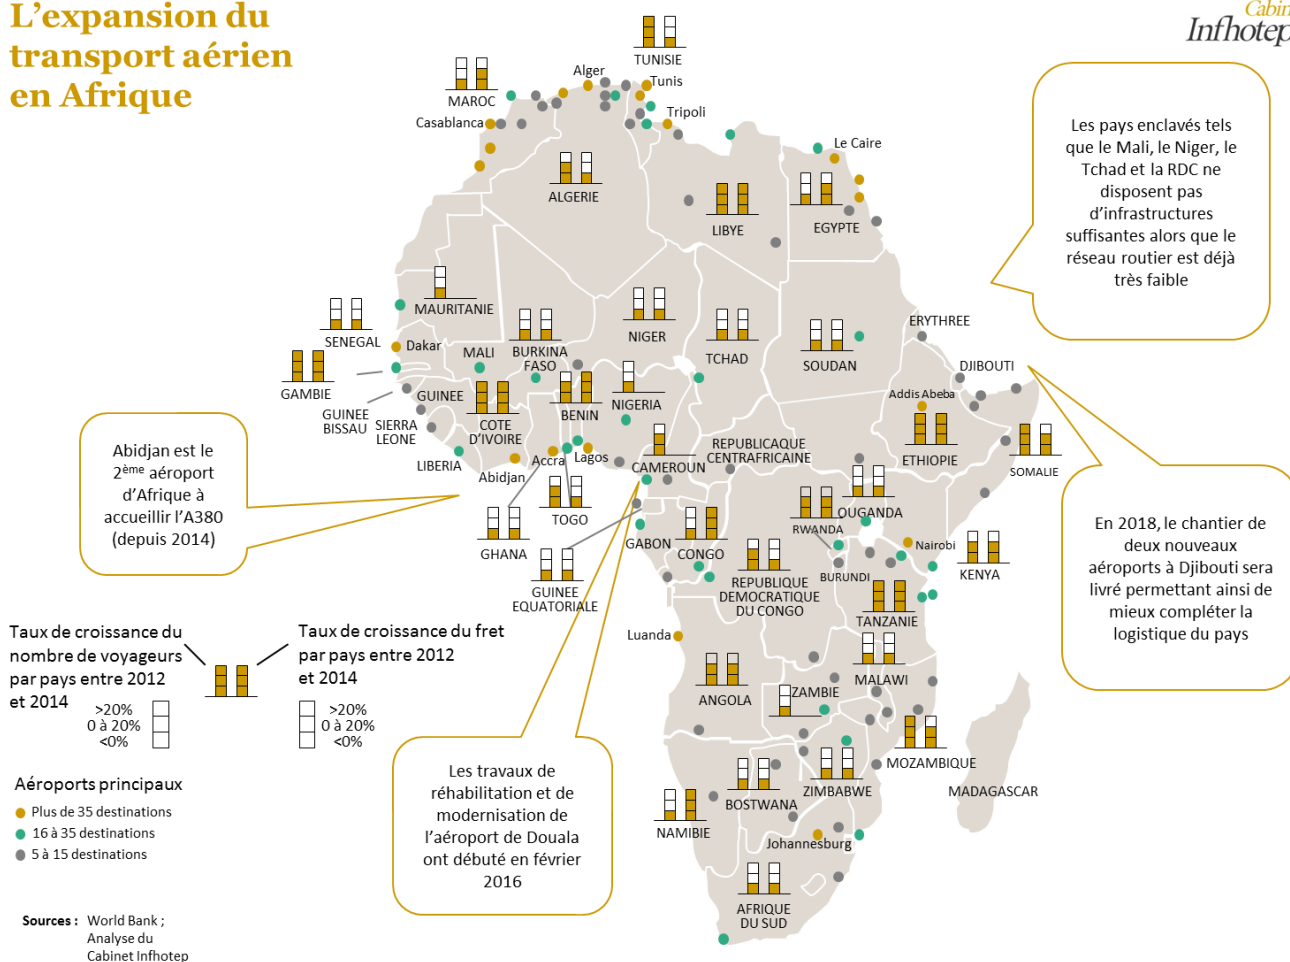 L'expansion du
transport aérien
en Afrique
Cabin
Infhotep
TUNISIE
Alger
Tunis
MAROC
Casablanca
Tripoli
Le Caire
ALGERIE
LIBYE
EGYPTE
Les pays enclavés tels
que le Mali, le Niger, le
Tchad et la RDC ne
disposent pas
d'infrastructures
suffisantes alors que le
réseau routier est déjà
très faible
MAURITANIE
SENEGAL
Dakar
MALI
BURKINA
FASO
NIGER
TCHAD
SOUDAN
ERYTHREE
DJIBOUTI
GAMBIE
GUINEE
BISSAU
GUINEE
SIERRA
LEONE
COTE
D'IVOIRE
BENIN
NIGERIA
Addis Abeba
ETHIOPIE
SOMALIE
LIBERIA
Abidjan
Accra
Lagos
CAMEROUN
REPUBLICAQUE
CENTRAFRICAINE
Abidjan est le
2ème aéroport
d'Afrique à
accueillir l'A380
(depuis 2014)
GHANA
TOGO
GUINEE
EQUATORIALE
GABON
CONGO
RWANDA
OUGANDA
BURUNDI
Nairobi
KENYA
REPUBLIQUE
DEMOCRATIQUE
DU CONGO
TANZANIE
En 2018, le chantier de
deux nouveaux
aéroports à Djibouti sera
livré permettant ainsi de
mieux compléter la
logistique du pays
Luanda
ANGOLA
ZAMBIE
MALAWI
MOZAMBIQUE
MADAGASCAR
ZIMBABWE
BOSTWANA
NAMIBIE
Johannesburg
AFRIQUE
DU SUD
Les travaux de
réhabilitation et de
modernisation de
l'aéroport de Douala
ont débuté en février
2016
Taux de croissance du
nombre de voyageurs
par pays entre 2012
et 2014
>20%
0 à 20%
<0%
Taux de croissance du fret
par pays entre 2012
et 2014
>20%
0 à 20%
<0%
Aéroports principaux
Plus de 35 destinations
16 à 35 destinations
5 à 15 destinations
Sources : World Bank ;
Analyse du
Cabinet Infhotep